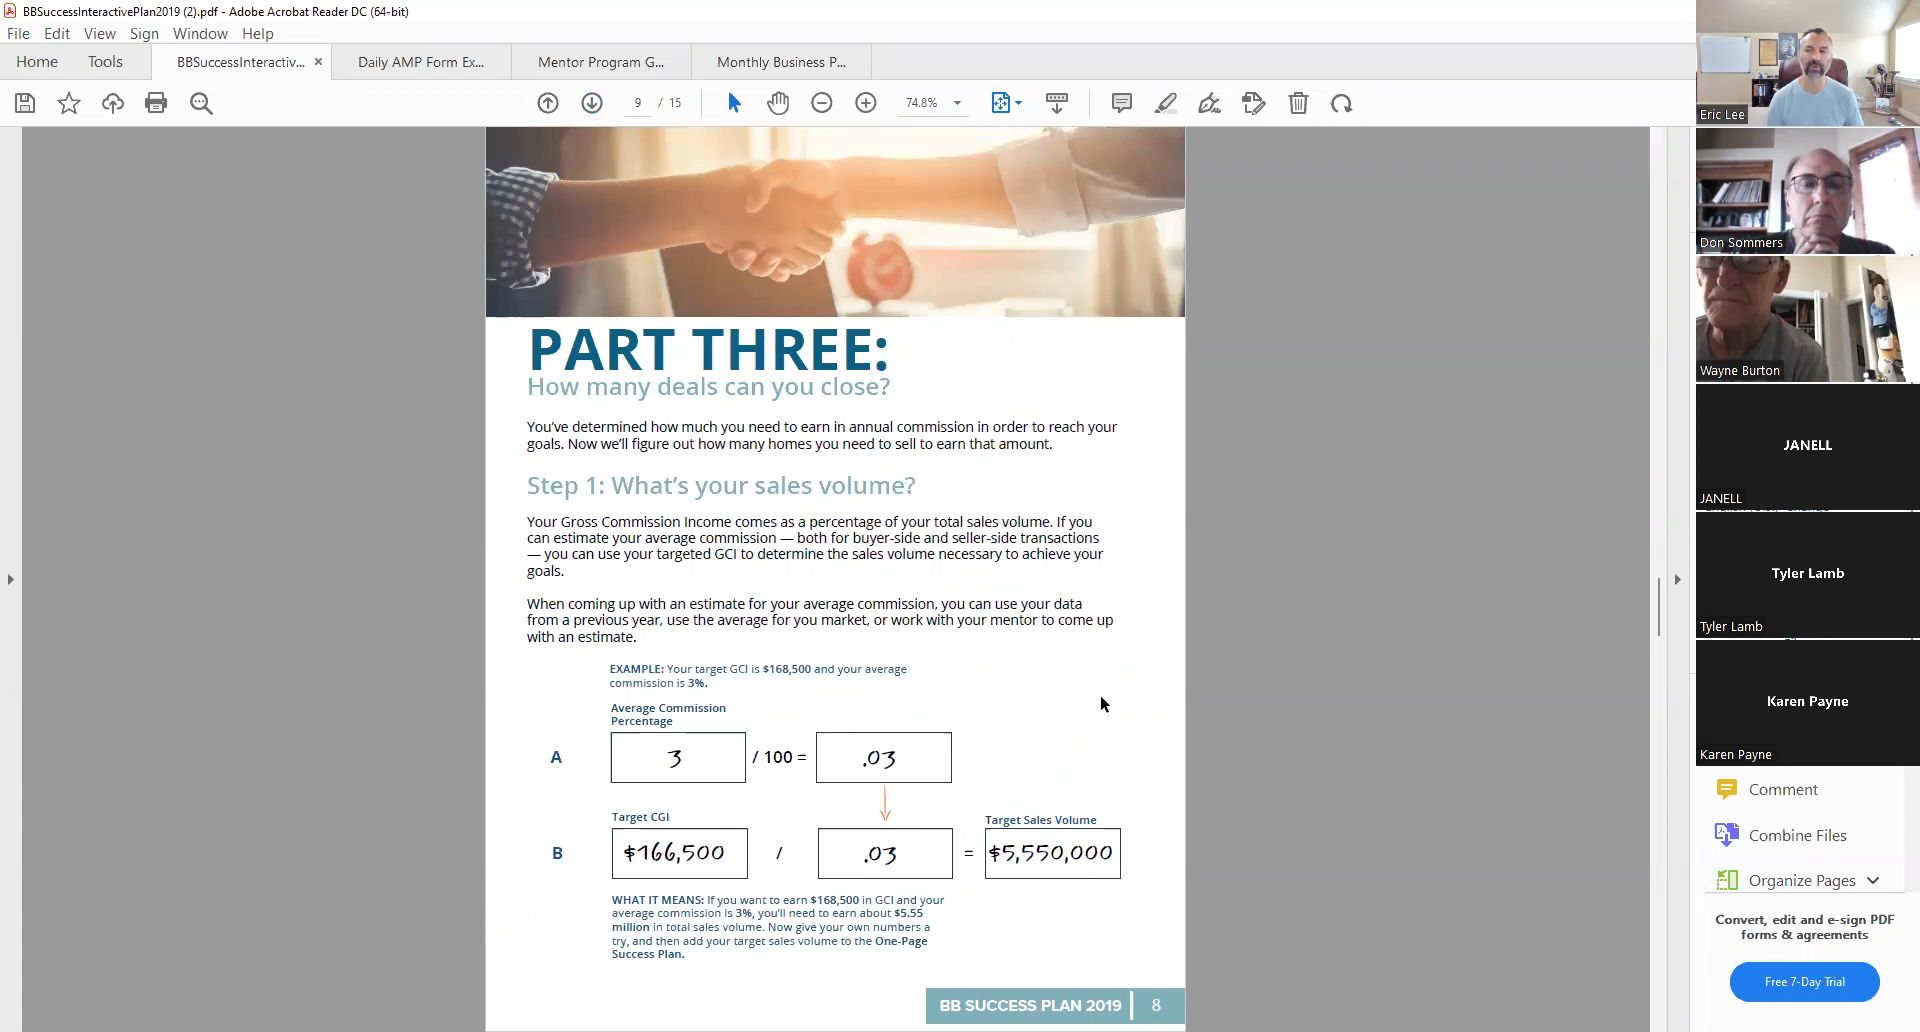 BBSuccessInteractivePlan2019 (2).pdf - Adobe Acrobat Reader DC (64-bit)
File Edit View Sign Window Help
Home Tools BBSuccessInteractiv... × Daily AMP Form Ex... Mentor Program G... Monthly Business P...
9 / 15 74.8%
PART THREE:
How many deals can you close?
You've determined how much you need to earn in annual commission in order to reach your
goals. Now we'll figure out how many homes you need to sell to earn that amount.
Step 1: What's your sales volume?
Your Gross Commission Income comes as a percentage of your total sales volume. If you
can estimate your average commission — both for buyer-side and seller-side transactions
— you can use your targeted GCI to determine the sales volume necessary to achieve your
goals.
When coming up with an estimate for your average commission, you can use your data
from a previous year, use the average for you market, or work with your mentor to come up
with an estimate.
EXAMPLE: Your target GCI is $168,500 and your average
commission is 3%.
Average Commission
Percentage
A 3 / 100 = .03
Target CGI Target Sales Volume
B $166,500 / .03 = $5,550,000
WHAT IT MEANS: If you want to earn $168,500 in GCI and your
average commission is 3%, you'll need to earn about $5.55
million in total sales volume. Now give your own numbers a
try, and then add your target sales volume to the One-Page
Success Plan.
BB SUCCESS PLAN 2019 8
Eric Lee
Don Sommers
Wayne Burton
JANELL
JANELL
Tyler Lamb
Tyler Lamb
Karen Payne
Karen Payne
Comment
Combine Files
Organize Pages
Convert, edit and e-sign PDF
forms & agreements
Free 7-Day Trial